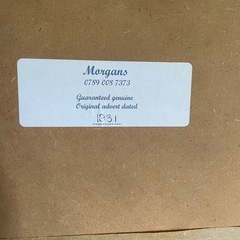 Morgans
0789 008 7373
Guaranteed genuine
Original advert dated
1931